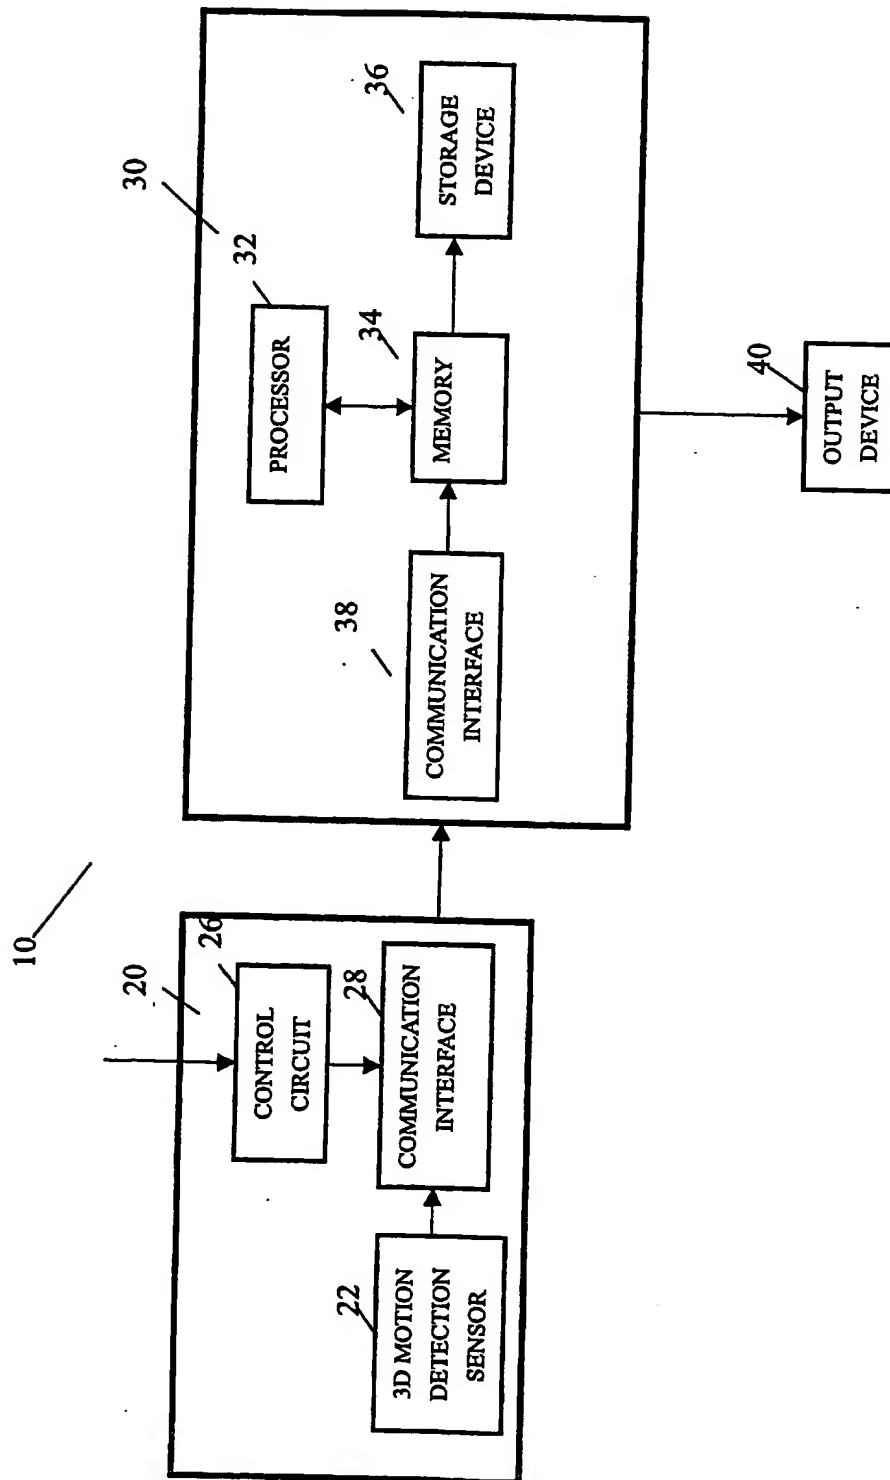 10
20
26
CONTROL
CIRCUIT
28
COMMUNICATION
INTERFACE
22
3D MOTION
DETECTION
SENSOR
30
32
PROCESSOR
34
MEMORY
36
STORAGE
DEVICE
38
COMMUNICATION
INTERFACE
40
OUTPUT
DEVICE